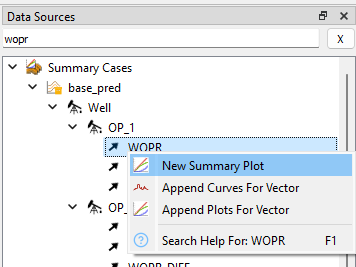 Data Sources
wopr
X
Summary Cases
base_pred
Well
OP_1
WOPR
New Summary Plot
Append Curves For Vector
Append Plots For Vector
OP_
Search Help For: WOPR F1